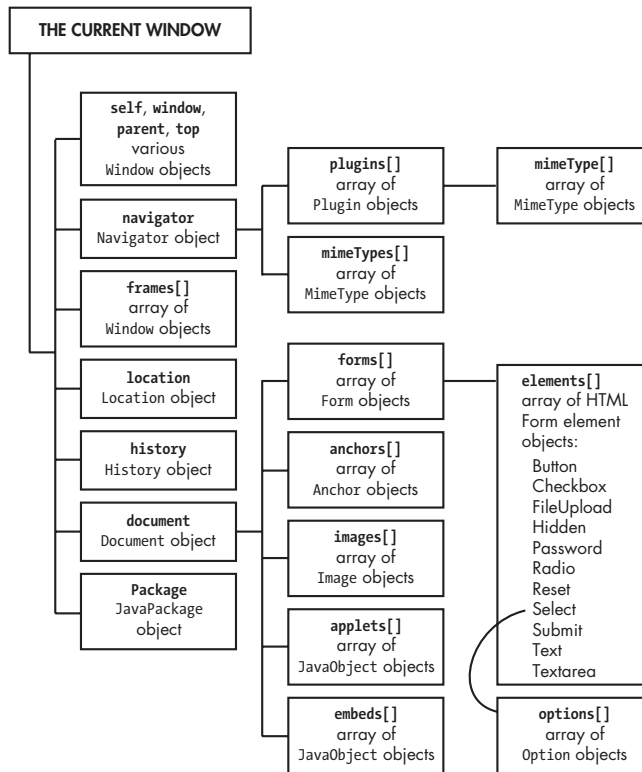 THE CURRENT WINDOW
self, window,
parent, top
various
Window objects
navigator
Navigator object
frames[]
array of
Window objects
location
Location object
history
History object
document
Document object
Package
JavaPackage
object
plugins[]
array of
Plugin objects
mimeTypes[]
array of
MimeType objects
mimeType[]
array of
MimeType objects
forms[]
array of
Form objects
anchors[]
array of
Anchor objects
images[]
array of
Image objects
applets[]
array of
JavaObject objects
embeds[]
array of
JavaObject objects
elements[]
array of HTML
Form element
objects:
Button
Checkbox
FileUpload
Hidden
Password
Radio
Reset
Select
Submit
Text
Textarea
options[]
array of
Option objects